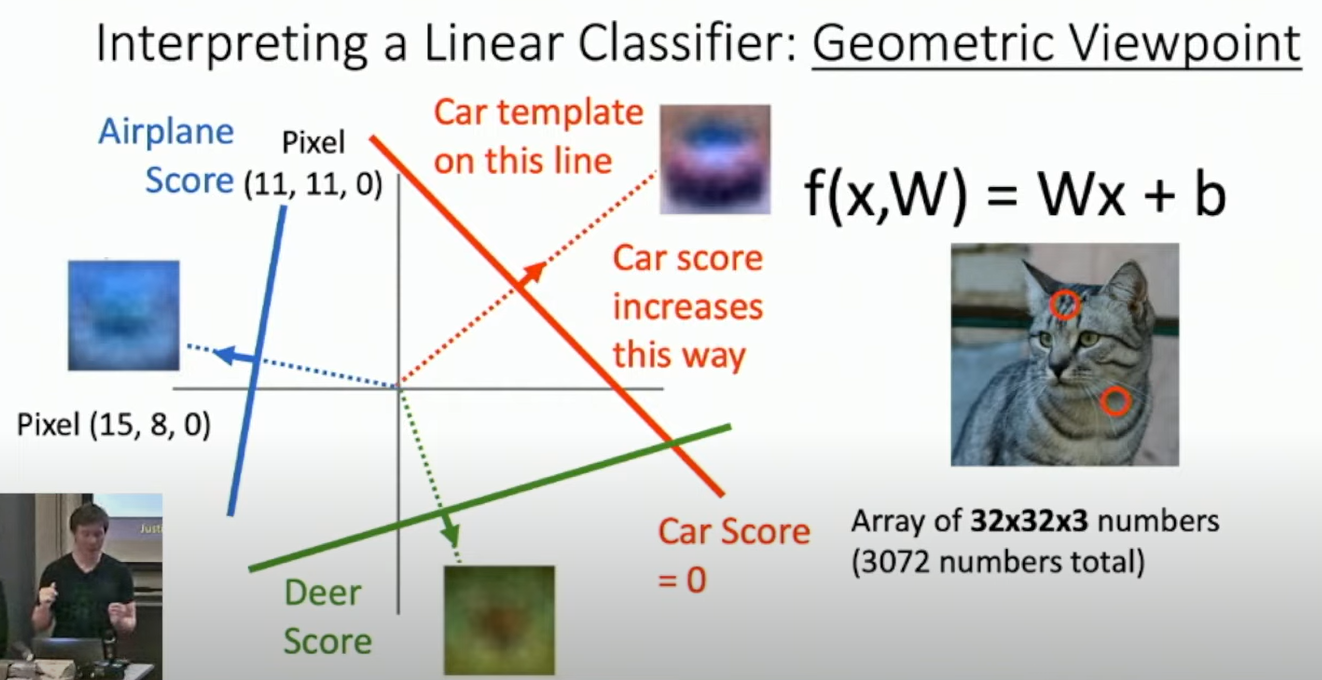 Interpreting a Linear Classifier: Geometric Viewpoint
Airplane
Score
Pixel
(11, 11, 0)
Car template
on this line
f(x,W) = Wx + b
Car score
increases
this way
Pixel (15, 8, 0)
Car Score
= 0
Array of 32x32x3 numbers
(3072 numbers total)
Deer
Score